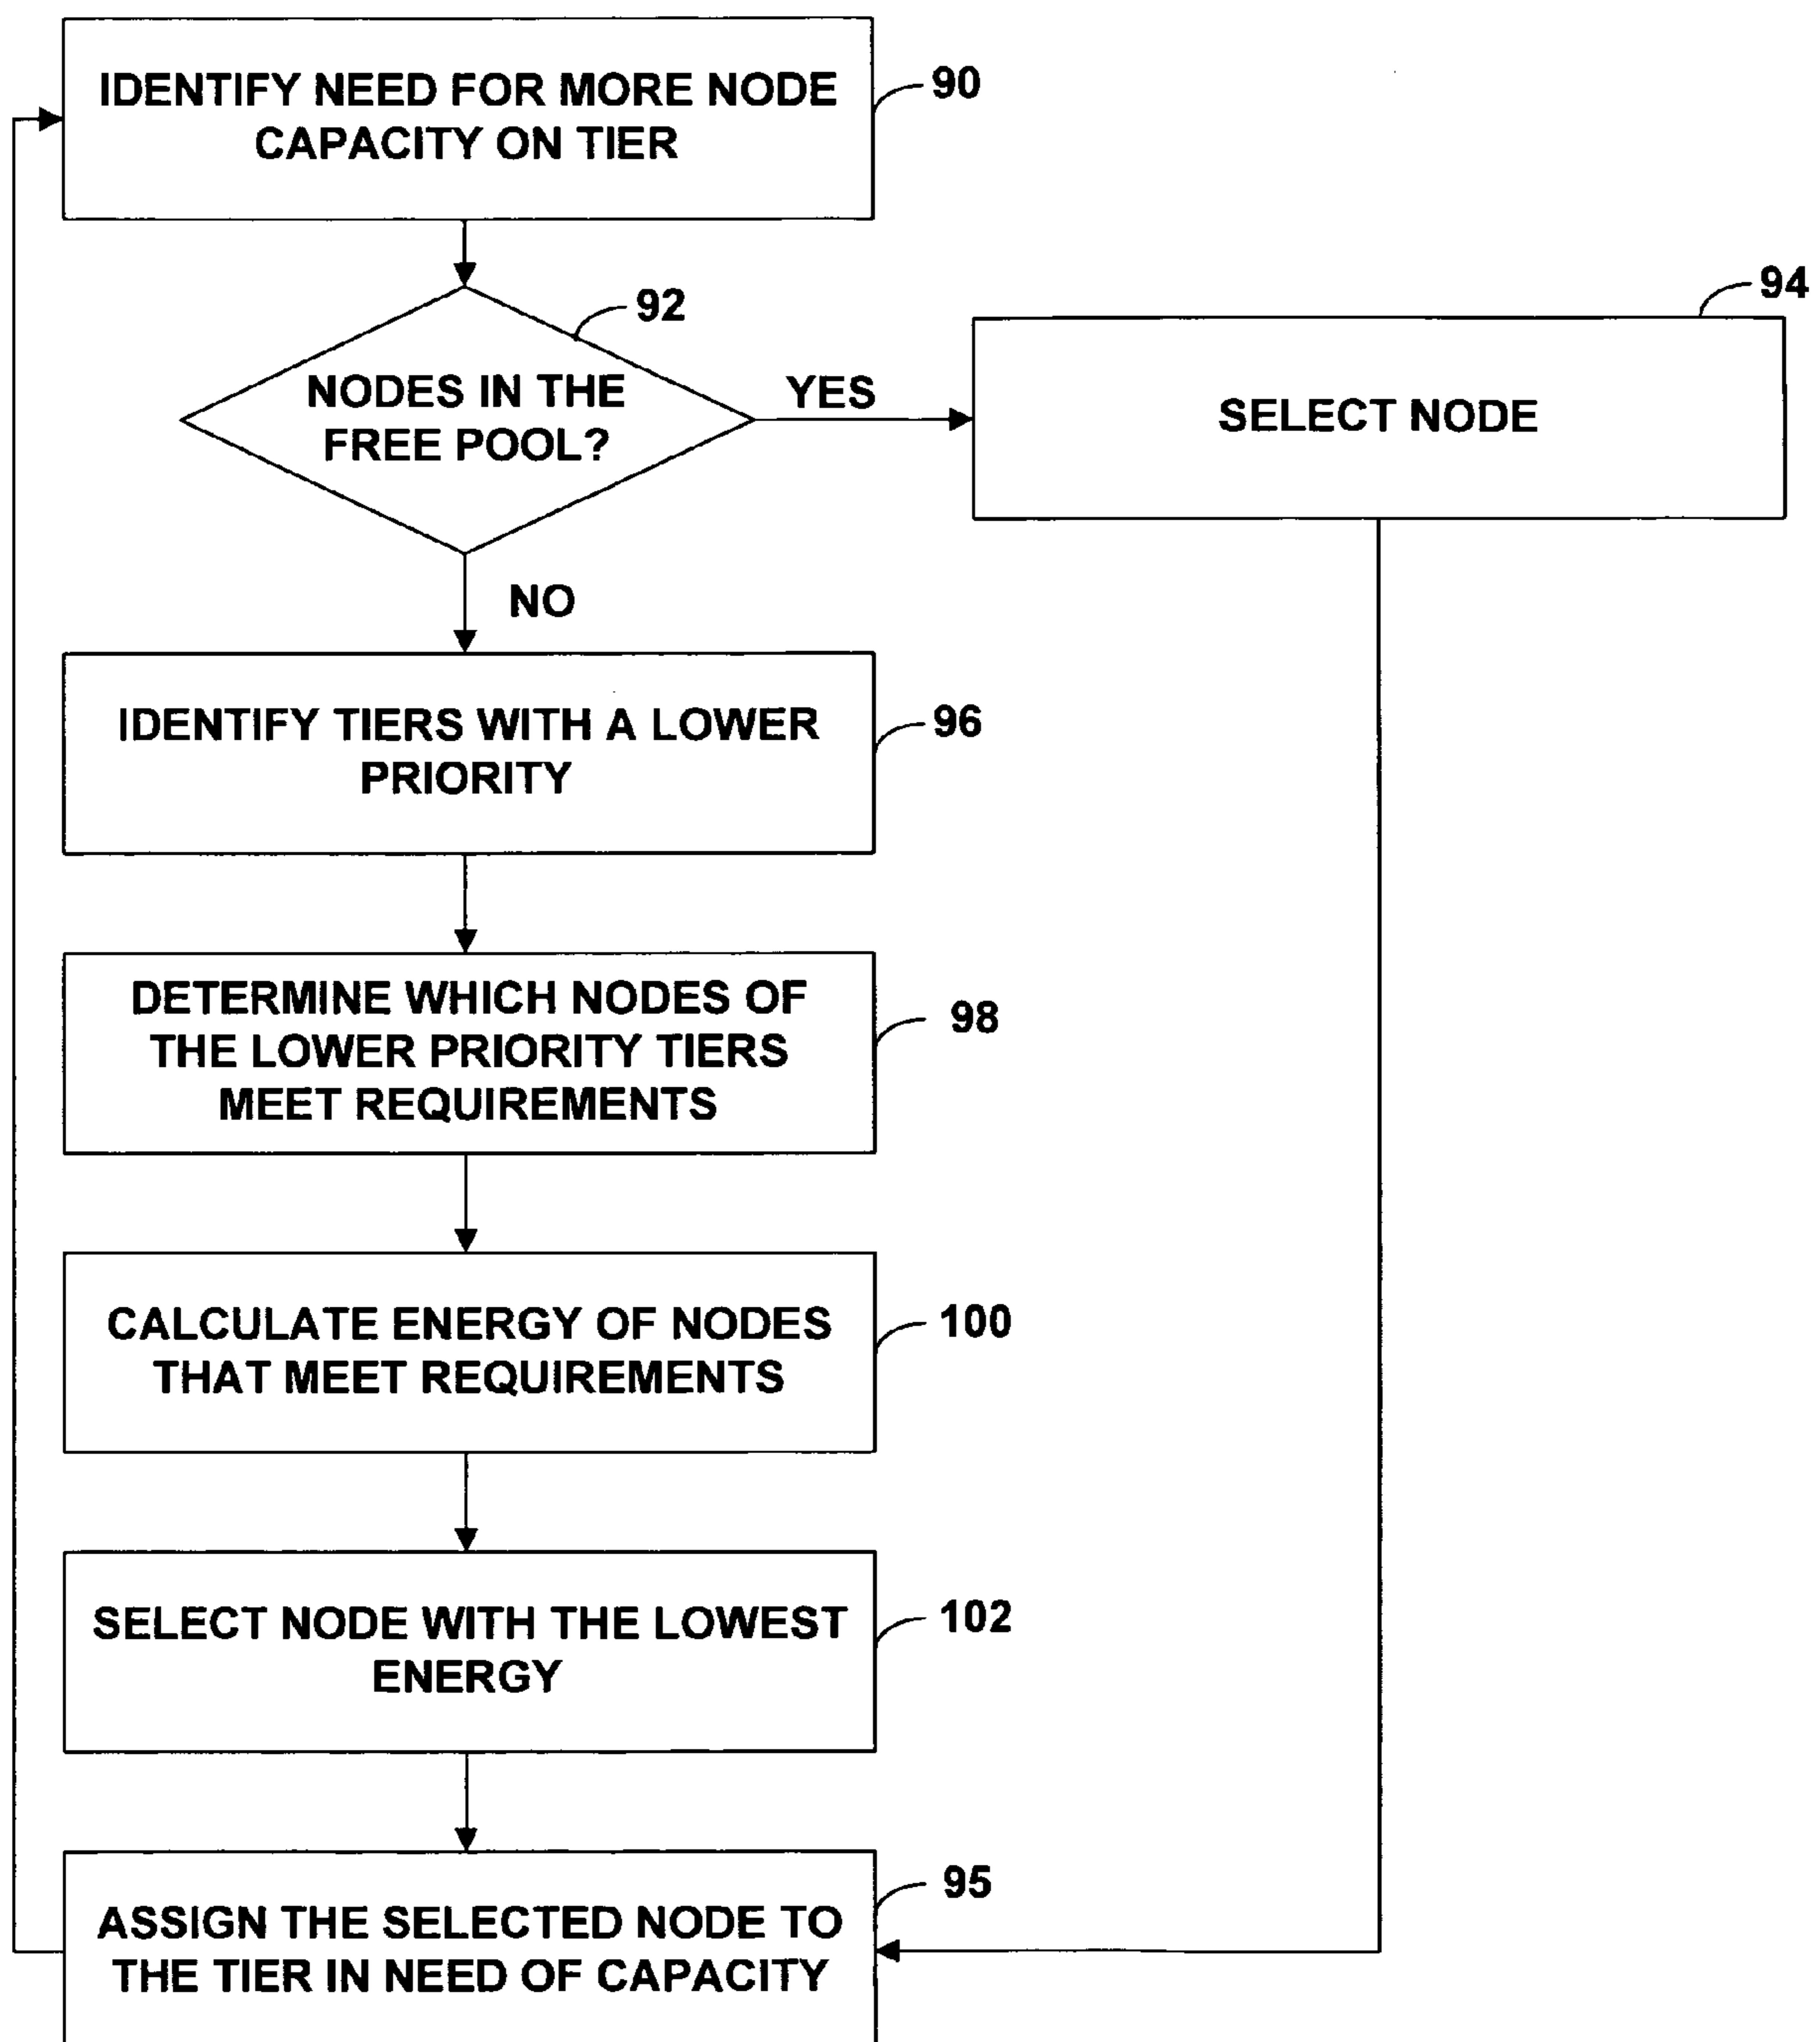 IDENTIFY NEED FOR MORE NODE
CAPACITY ON TIER
90
92
NODES IN THE
FREE POOL?
YES
94
SELECT NODE
NO
IDENTIFY TIERS WITH A LOWER
PRIORITY
96
DETERMINE WHICH NODES OF
THE LOWER PRIORITY TIERS
MEET REQUIREMENTS
98
CALCULATE ENERGY OF NODES
THAT MEET REQUIREMENTS
100
SELECT NODE WITH THE LOWEST
ENERGY
102
ASSIGN THE SELECTED NODE TO
THE TIER IN NEED OF CAPACITY
95